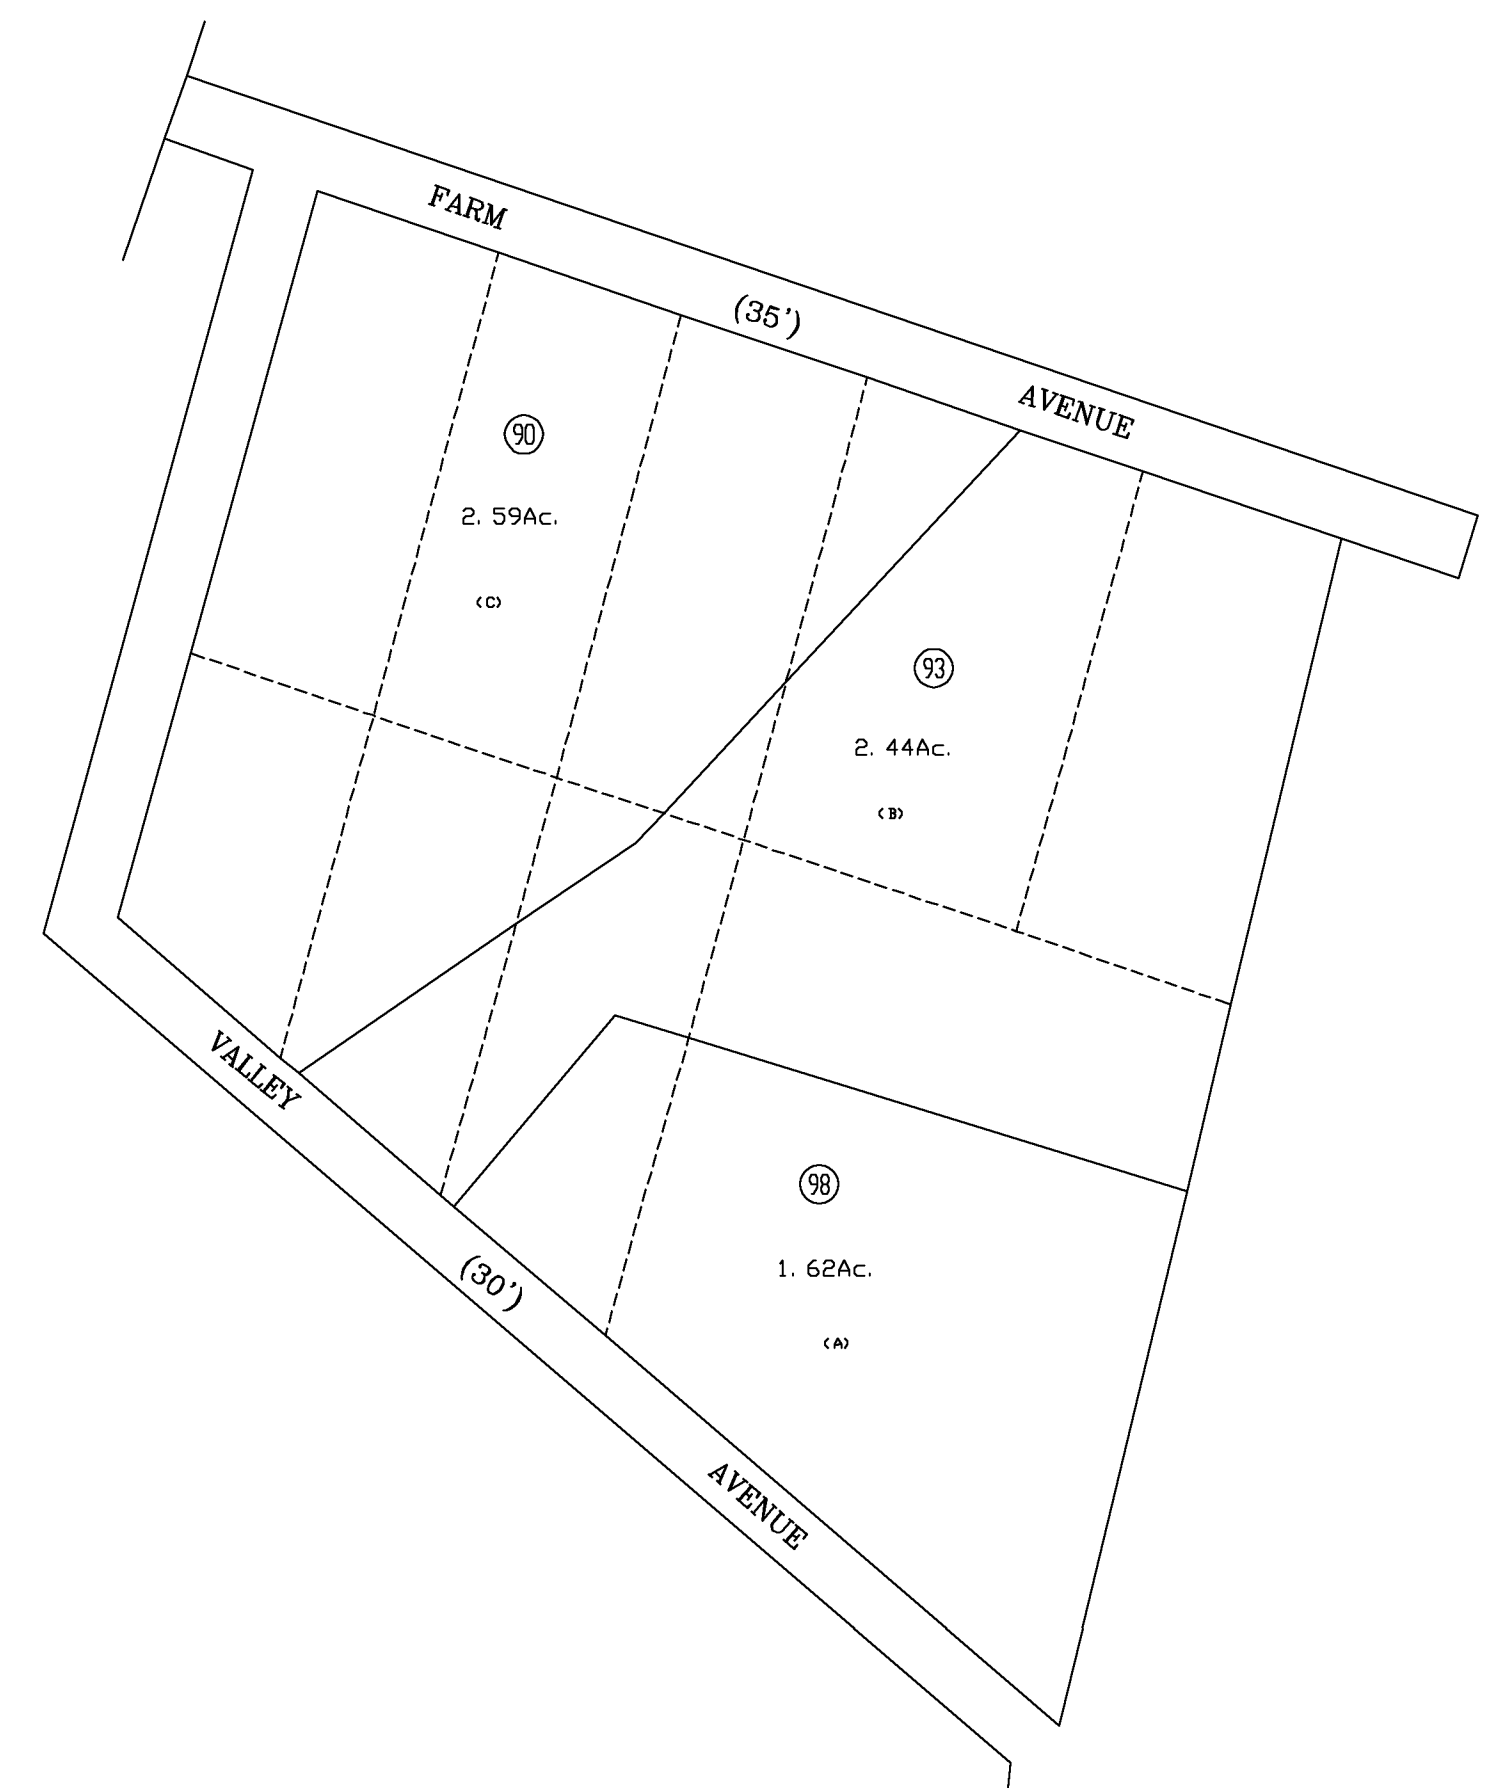 FARM
(35')
AVENUE
90
2. 59Ac.
(C)
93
2. 44Ac.
(B)
VALLEY
(30')
AVENUE
98
1. 62Ac.
(A)